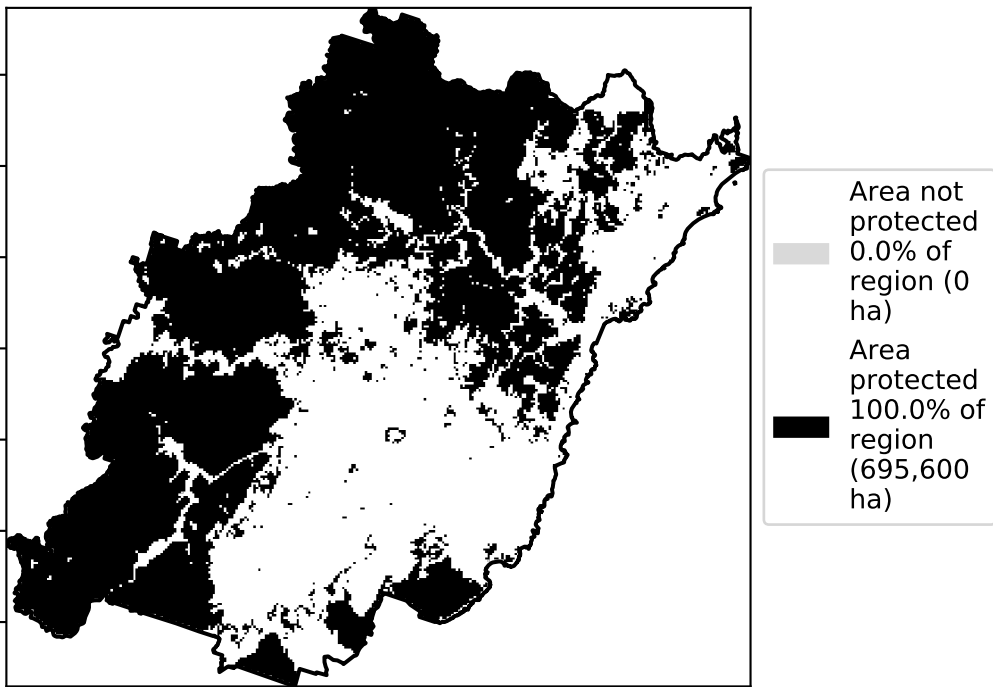 Area not
protected
0.0% of
region (0
ha)
Area
protected
100.0% of
region
(695,600
ha)